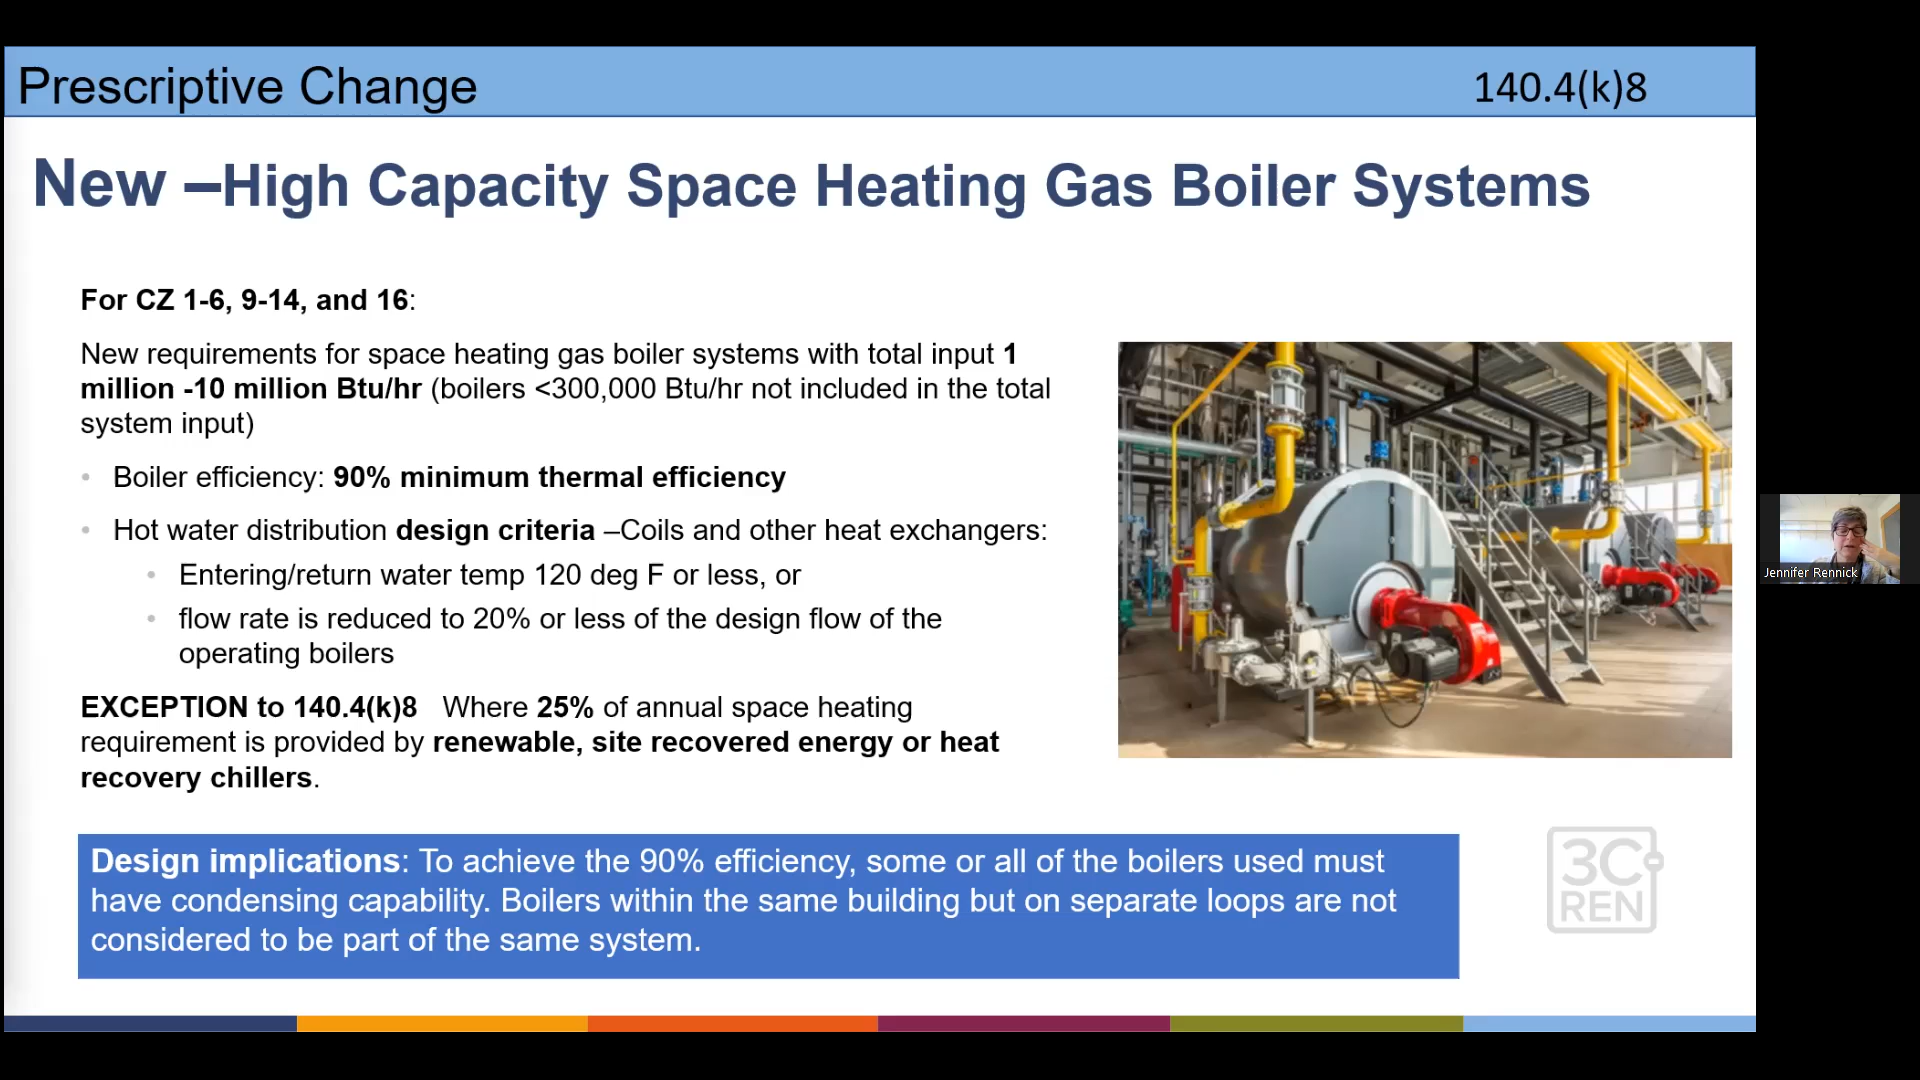 Prescriptive Change 140.4(k)8
New –High Capacity Space Heating Gas Boiler Systems
For CZ 1-6, 9-14, and 16:
New requirements for space heating gas boiler systems with total input 1
million -10 million Btu/hr (boilers <300,000 Btu/hr not included in the total
system input)
• Boiler efficiency: 90% minimum thermal efficiency
• Hot water distribution design criteria –Coils and other heat exchangers:
• Entering/return water temp 120 deg F or less, or
• flow rate is reduced to 20% or less of the design flow of the
operating boilers
EXCEPTION to 140.4(k)8 Where 25% of annual space heating
requirement is provided by renewable, site recovered energy or heat
recovery chillers.
Design implications: To achieve the 90% efficiency, some or all of the boilers used must
have condensing capability. Boilers within the same building but on separate loops are not
considered to be part of the same system.
3C
REN
Jennifer Rennick